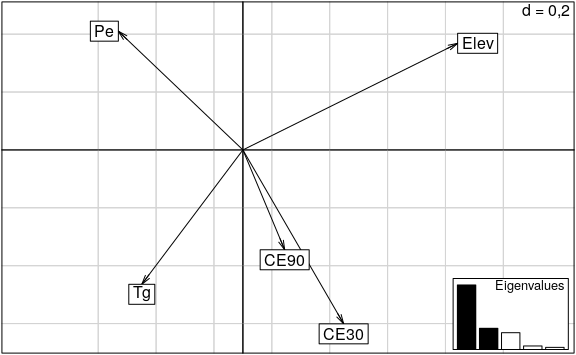 d = 0,2
Pe
Elev
CE90
Tg
Eigenvalues
CE30